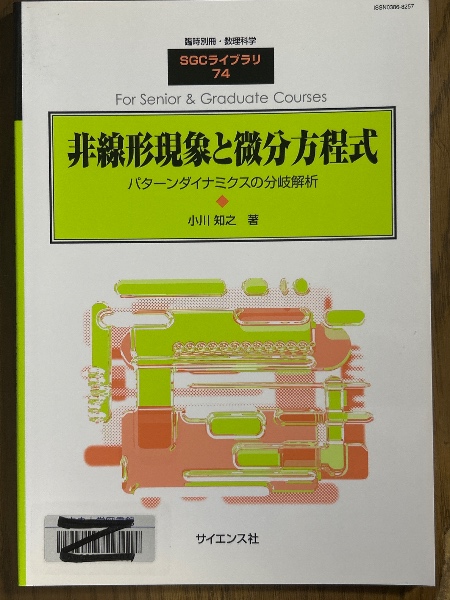 ISSN0386-8257
臨時別冊・数理科学
SGCライブラリ
74
For Senior & Graduate Courses
非線形現象と微分方程式
パターンダイナミクスの分岐解析
小川 知之 著
サイエンス社